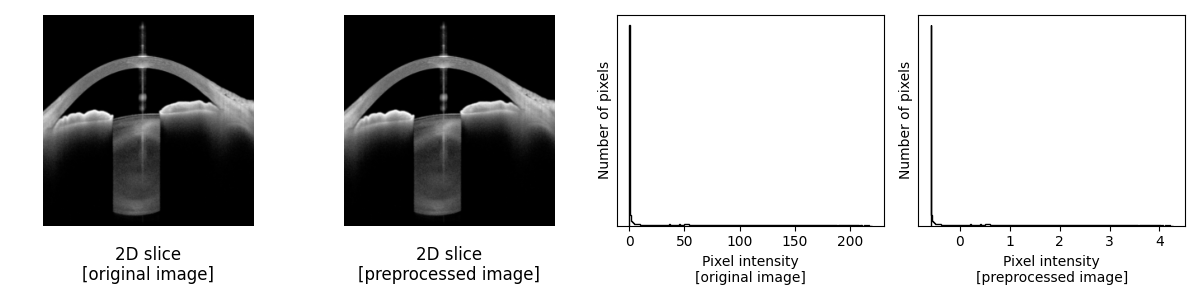 2D slice
[original image]
2D slice
[preprocessed image]
Number of pixels
0 50 100 150 200
Pixel intensity
[original image]
Number of pixels
0 1 2 3 4
Pixel intensity
[preprocessed image]